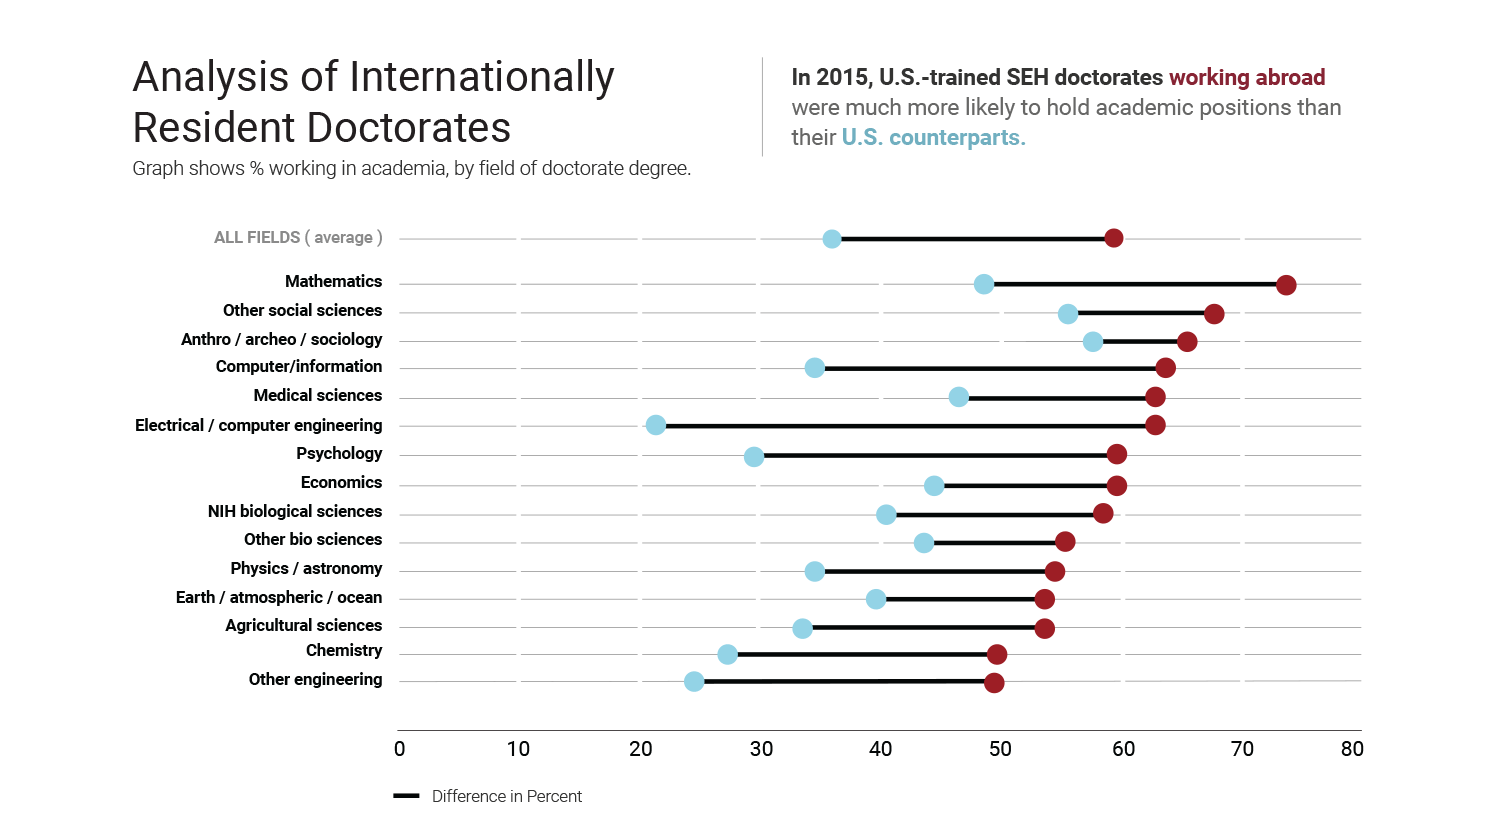 Analysis of Internationally
Resident Doctorates
Graph shows % working in academia, by field of doctorate degree.
In 2015, U.S.-trained SEH doctorates working abroad
were much more likely to hold academic positions than
their U.S. counterparts.
ALL FIELDS ( average )
Mathematics
Other social sciences
Anthro / archeo / sociology
Computer/information
Medical sciences
Electrical / computer engineering
Psychology
Economics
NIH biological sciences
Other bio sciences
Physics / astronomy
Earth / atmospheric / ocean
Agricultural sciences
Chemistry
Other engineering
0 10 20 30 40 50 60 70 80
Difference in Percent